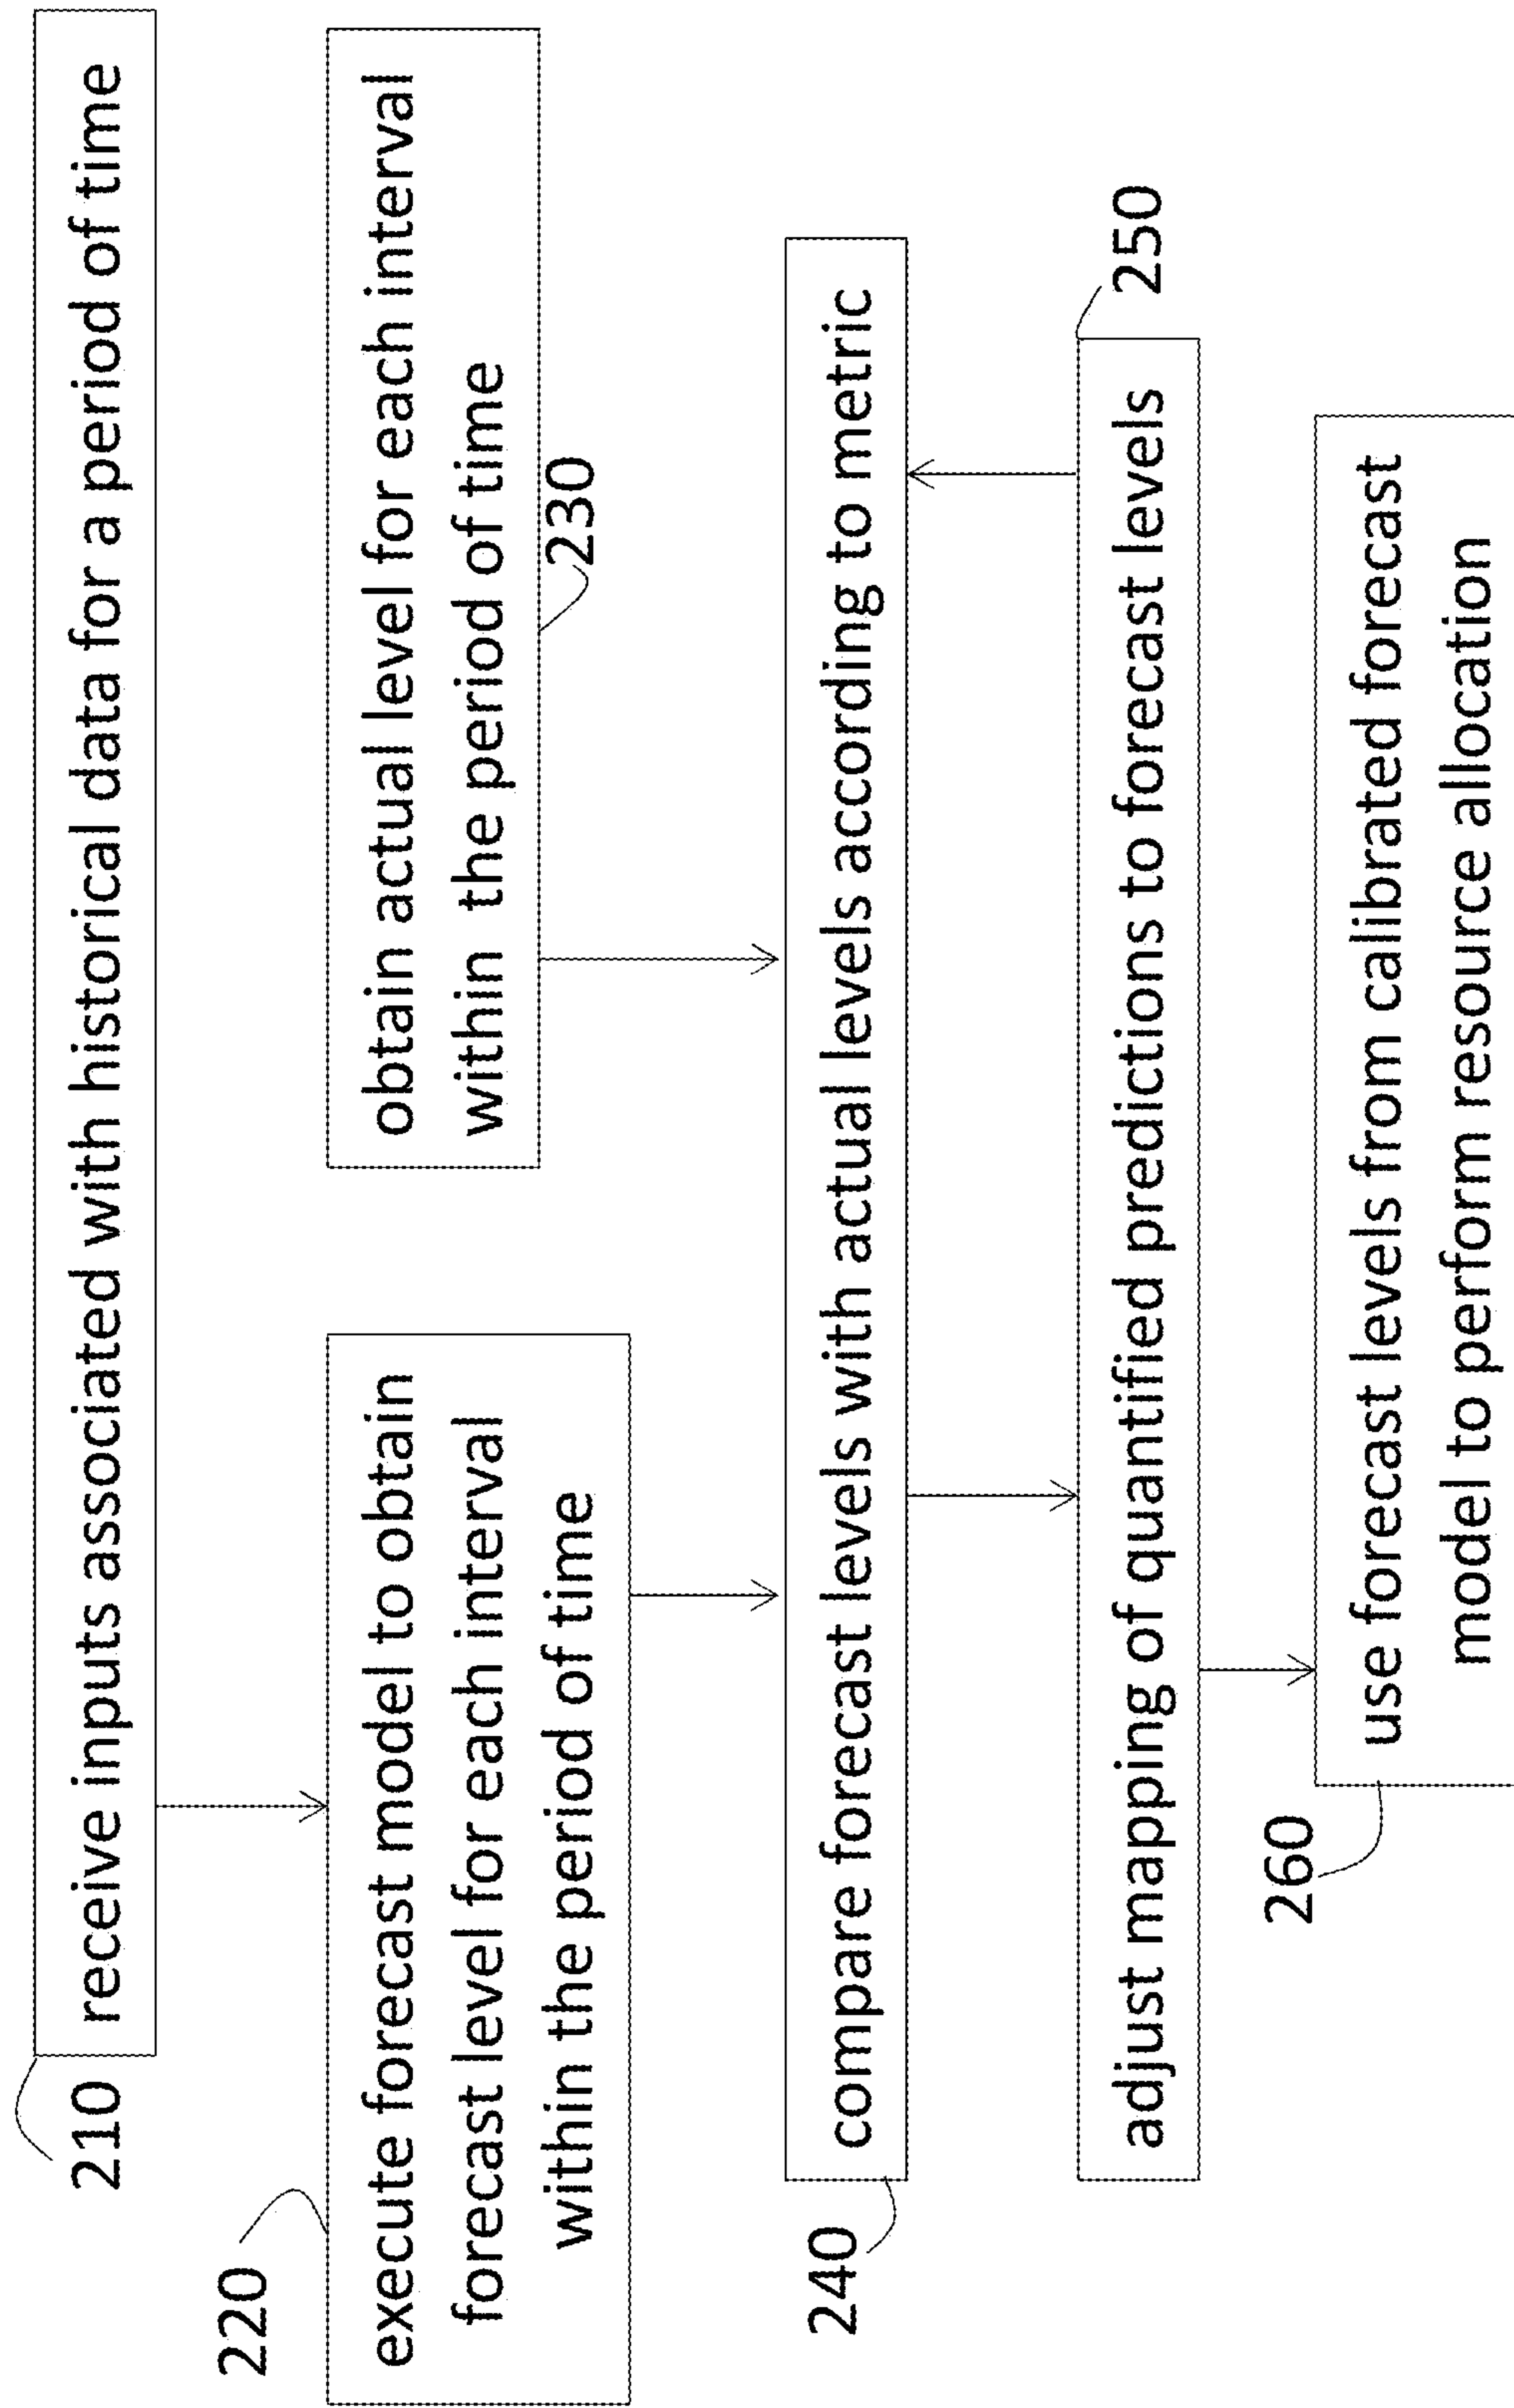 210
receive inputs associated with historical data for a period of time
220
execute forecast model to obtain
forecast level for each interval
within the period of time
obtain actual level for each interval
within the period of time
230
240
compare forecast levels with actual levels according to metric
250
adjust mapping of quantified predictions to forecast levels
260
use forecast levels from calibrated forecast
model to perform resource allocation